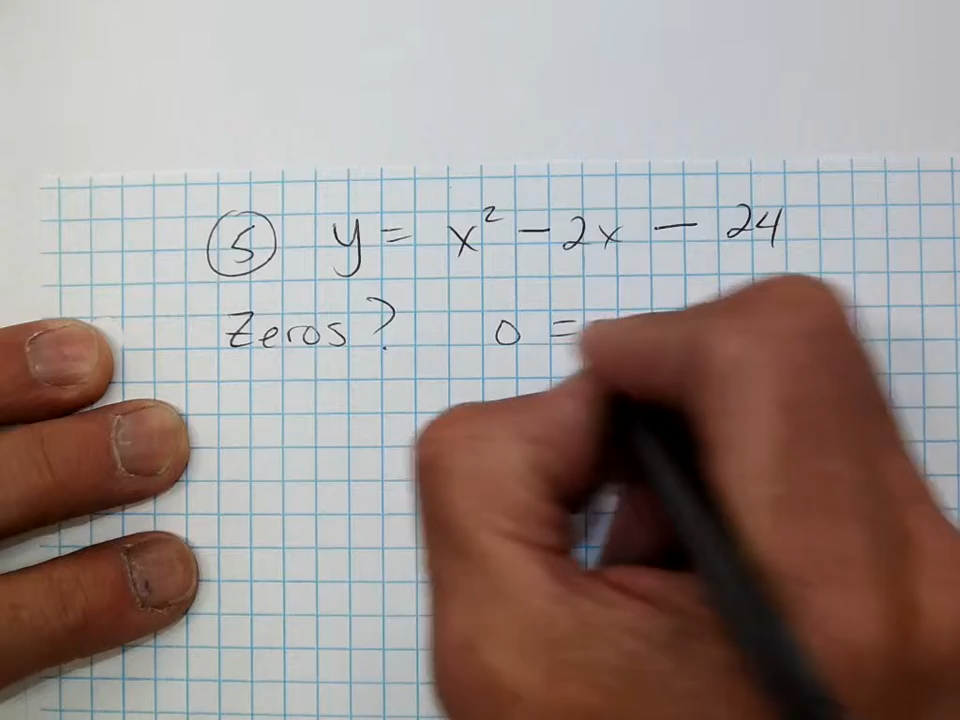 ⑤ y = x² - 2x - 24
Zeros? 0 =